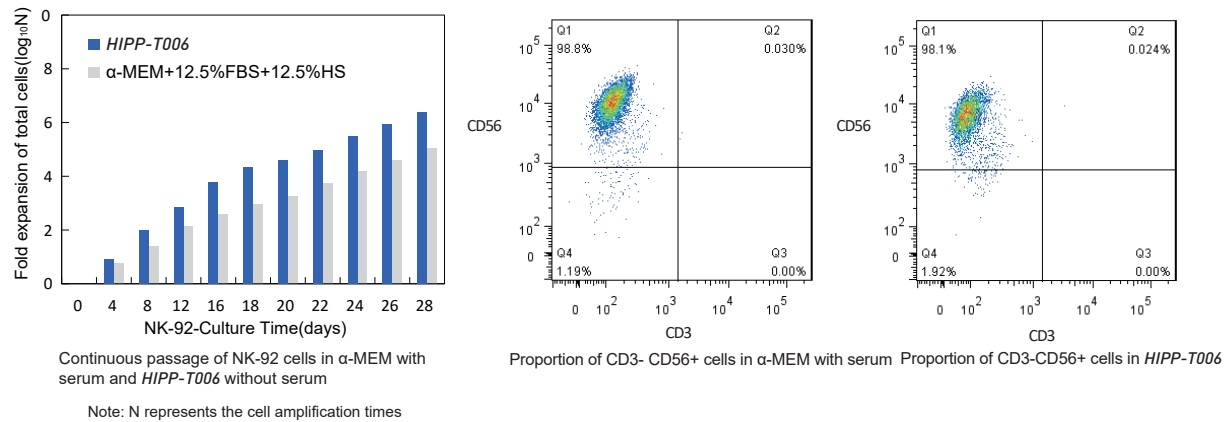 Fold expansion of total cells(log10N)
0
8
6
4
2
0
HIPP-T006
α-MEM+12.5%FBS+12.5%HS
0 4 8 12 16 18 20 22 24 26 28
NK-92-Culture Time(days)
Continuous passage of NK-92 cells in α-MEM with
serum and HIPP-T006 without serum
Note: N represents the cell amplification times
CD56
10^5
10^4
10^3
10^2
0
Q1
98.8%
Q2
0.030%
Q4
1.19%
Q3
0.00%
0 10^2 10^3 10^4 10^5
CD3
Proportion of CD3- CD56+ cells in α-MEM with serum
CD56
10^5
10^4
10^3
10^2
0
Q1
98.1%
Q2
0.024%
Q4
1.92%
Q3
0.00%
0 10^2 10^3 10^4 10^5
CD3
Proportion of CD3-CD56+ cells in HIPP-T006